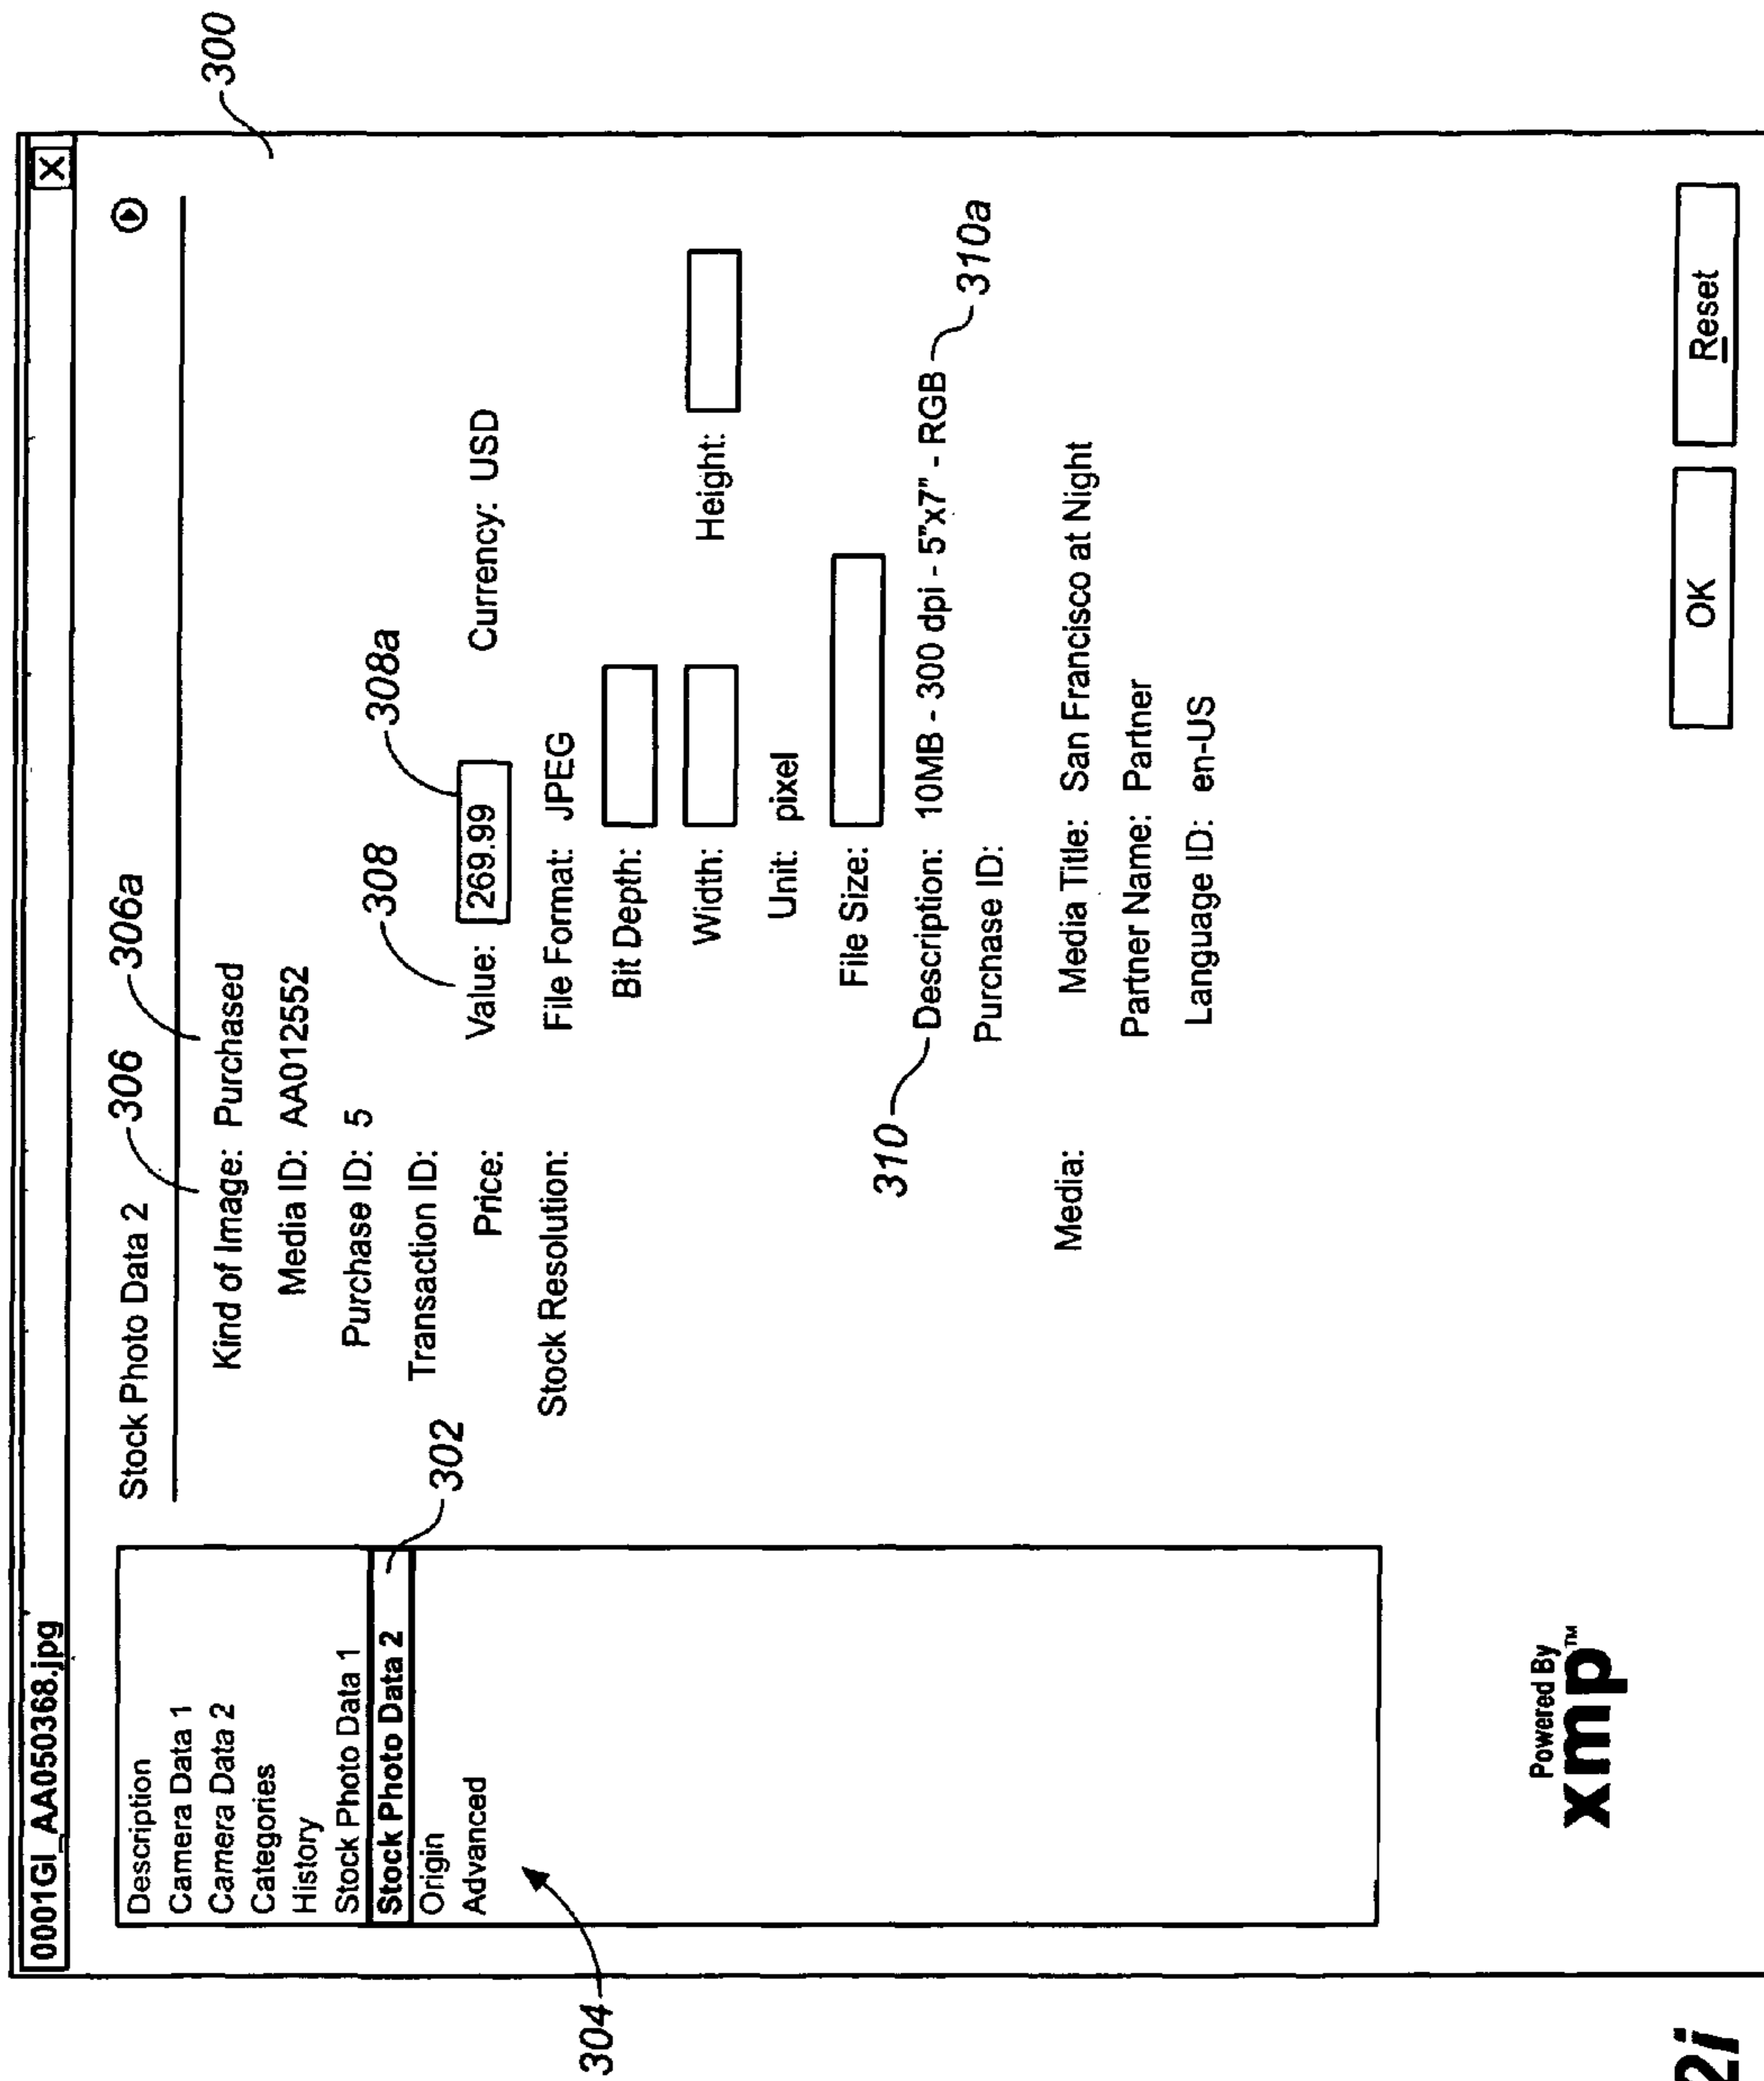 300
0001GI_AA050368.jpg X
Description
Camera Data 1
Camera Data 2
Categories
History
Stock Photo Data 1
Stock Photo Data 2
Origin
Advanced
302
304
Stock Photo Data 2
306
306a
Kind of Image: Purchased
Media ID: AA012552
Purchase ID: 5
Transaction ID:
308
308a
Price: Value: 269.99 Currency: USD
Stock Resolution: File Format: JPEG
Bit Depth:
Width: Height:
Unit: pixel
File Size:
310 Description: 10MB - 300 dpi - 5"x7" - RGB 310a
Purchase ID:
Media: Media Title: San Francisco at Night
Partner Name: Partner
Language ID: en-US
Powered By
xmp™
OK Reset
2i